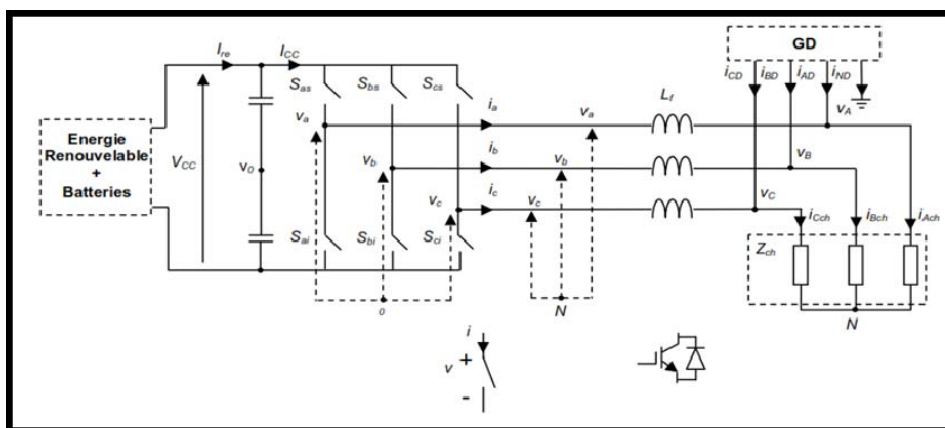 GD
I_re
I_CC
i_CD
i_BD
i_AD
i_ND
S_as
S_bs
S_cs
L_f
v_A
v_a
i_a
v_a
Energie
Renouvelable
+
Batteries
V_CC
v_O
v_b
i_b
v_b
v_B
v_c
i_c
v_c
v_C
i_Cch
i_Bch
i_Ach
S_ai
S_bi
S_ci
Z_ch
o
N
N
i
v
+
=